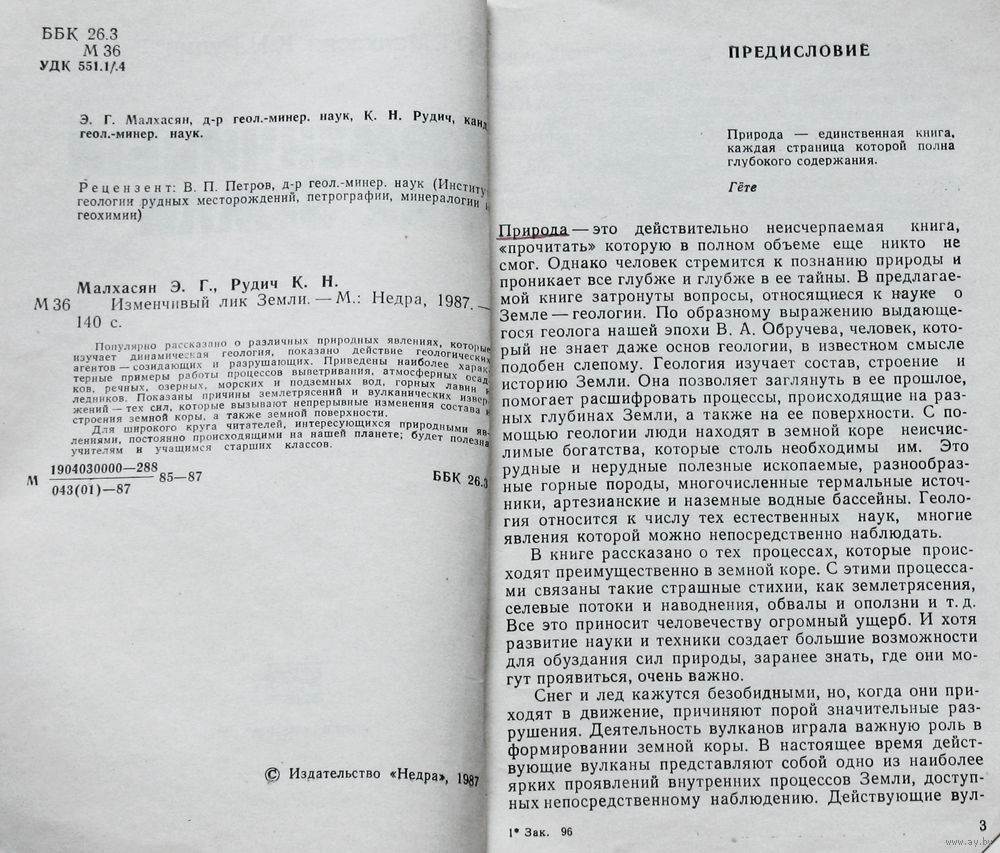 ББК 26.3
М 36
УДК 551.1/.4
Э. Г. Малхасян, д-р геол.-минер. наук, К. Н. Рудич, канд.
геол.-минер. наук.
Рецензент: В. П. Петров, д-р геол.-минер. наук (Институ
геологии рудных месторождений, петрографии, минералогии и
геохимии)
Малхасян Э. Г., Рудич К. Н.
М 36 Изменчивый лик Земли. — М.: Недра, 1987. —
140 с.
Популярно рассказано о различных природных явлениях, которые
изучает динамическая геология, показано действие геологических
агентов — созидающих и разрушающих. Приведены наиболее харак-
терные примеры работы процессов выветривания, атмосферных осад-
ков, речных, озерных, морских и подземных вод, горных лавин и
ледников. Показаны причины землетрясений и вулканических извер-
жений — тех сил, которые вызывают непрерывные изменения состава и
строения земной коры, а также земной поверхности.
Для широкого круга читателей, интересующихся природными яв-
лениями, постоянно происходящими на нашей планете; будет полезна
учителям и учащимся старших классов.
М 1904030000—288
043(01)—87 85—87 ББК 26.3
© Издательство «Недра», 1987
ПРЕДИСЛОВИЕ
Природа — единственная книга,
каждая страница которой полна
глубокого содержания.
Гёте
Природа — это действительно неисчерпаемая книга,
«прочитать» которую в полном объеме еще никто не
смог. Однако человек стремится к познанию природы и
проникает все глубже и глубже в ее тайны. В предлагае-
мой книге затронуты вопросы, относящиеся к науке о
Земле — геологии. По образному выражению выдающе-
гося геолога нашей эпохи В. А. Обручева, человек, кото-
рый не знает даже основ геологии, в известном смысле
подобен слепому. Геология изучает состав, строение и
историю Земли. Она позволяет заглянуть в ее прошлое,
помогает расшифровать процессы, происходящие на раз-
ных глубинах Земли, а также на ее поверхности. С по-
мощью геологии люди находят в земной коре неисчис-
лимые богатства, которые столь необходимы им. Это
рудные и нерудные полезные ископаемые, разнообраз-
ные горные породы, многочисленные термальные источ-
ники, артезианские и наземные водные бассейны. Геоло-
гия относится к числу тех естественных наук, многие
явления которой можно непосредственно наблюдать.
В книге рассказано о тех процессах, которые проис-
ходят преимущественно в земной коре. С этими процесса-
ми связаны такие страшные стихии, как землетрясения,
селевые потоки и наводнения, обвалы и оползни и т. д.
Все это приносит человечеству огромный ущерб. И хотя
развитие науки и техники создает большие возможности
для обуздания сил природы, заранее знать, где они мо-
гут проявиться, очень важно.
Снег и лед кажутся безобидными, но, когда они при-
ходят в движение, причиняют порой значительные раз-
рушения. Деятельность вулканов играла важную роль в
формировании земной коры. В настоящее время дейст-
вующие вулканы представляют собой одно из наиболее
ярких проявлений внутренних процессов Земли, доступ-
ных непосредственному наблюдению. Действующие вул-
1* Зак. 96
3
www.ay.by